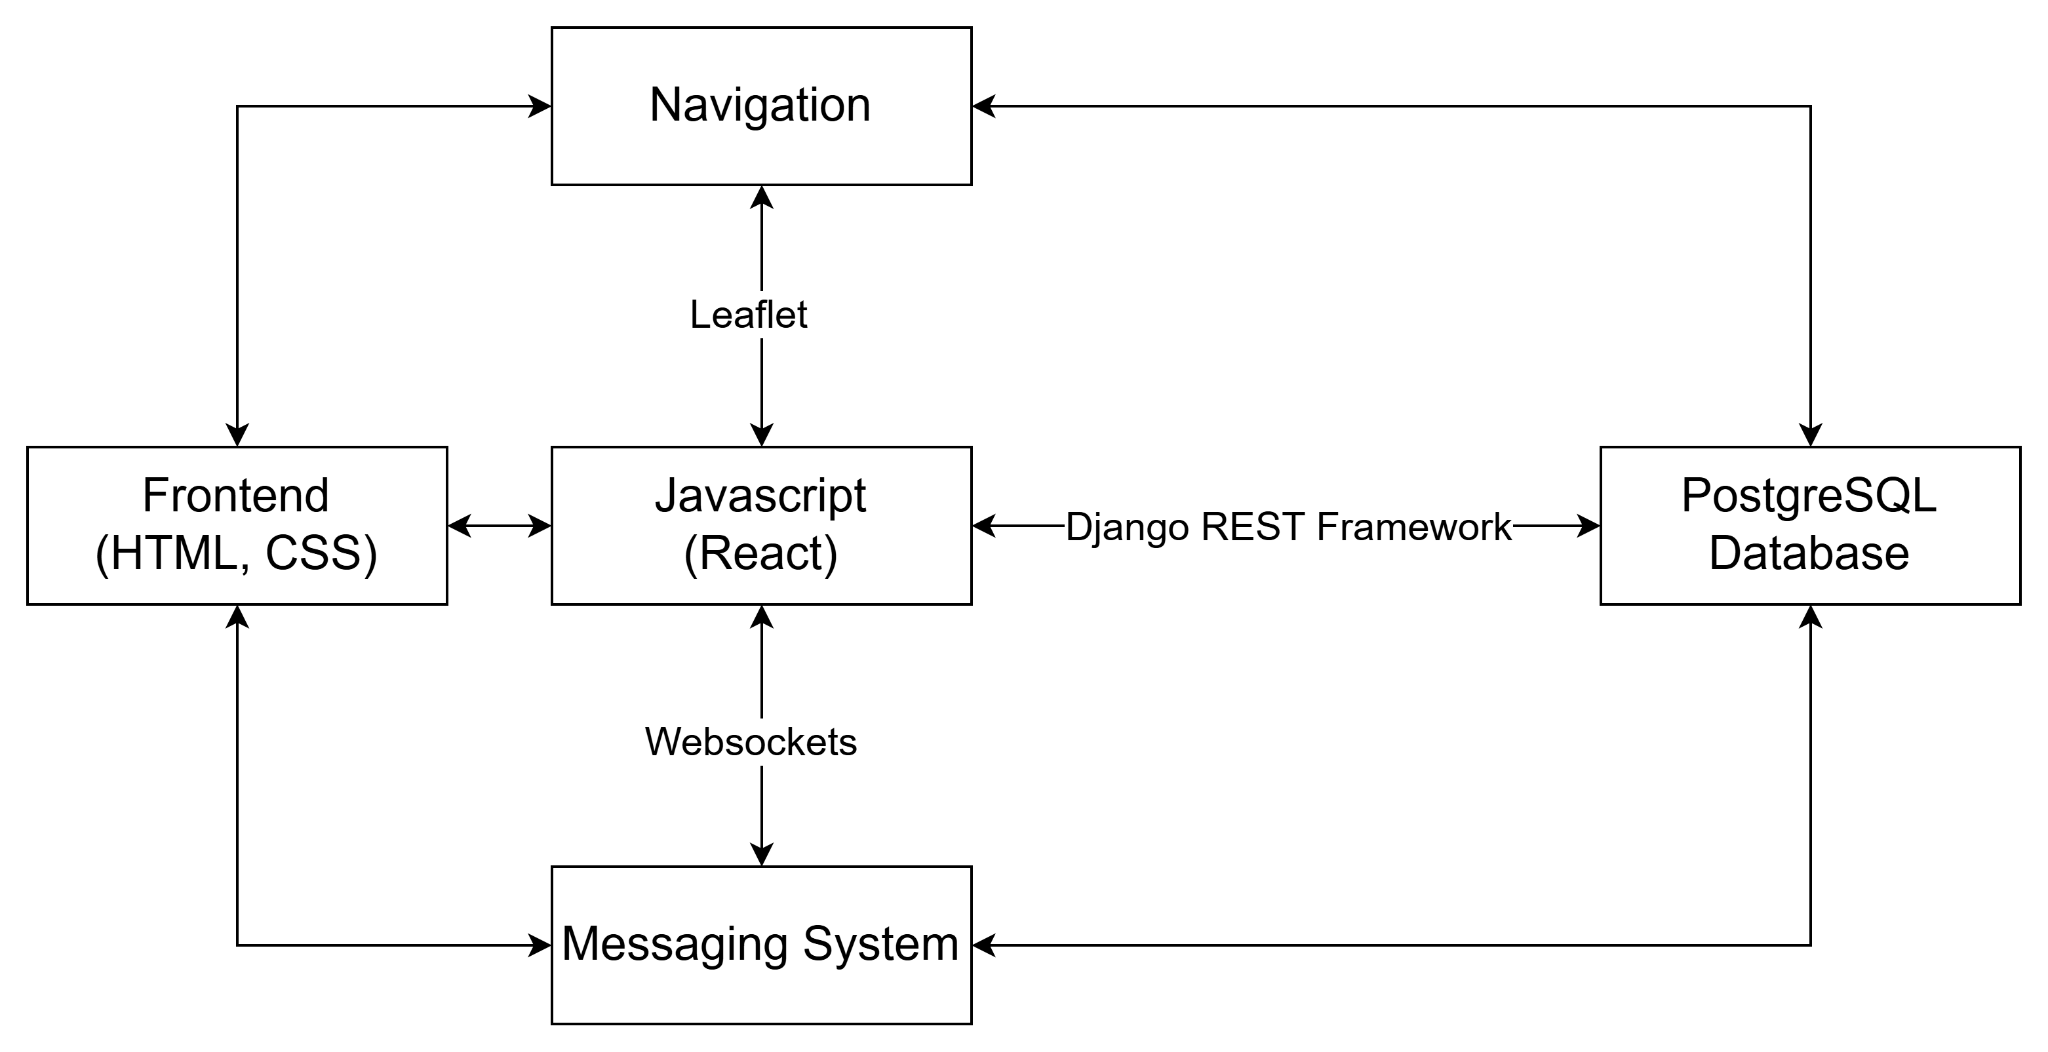 Navigation
Leaflet
Frontend
(HTML, CSS)
Javascript
(React)
Django REST Framework
PostgreSQL
Database
Websockets
Messaging System